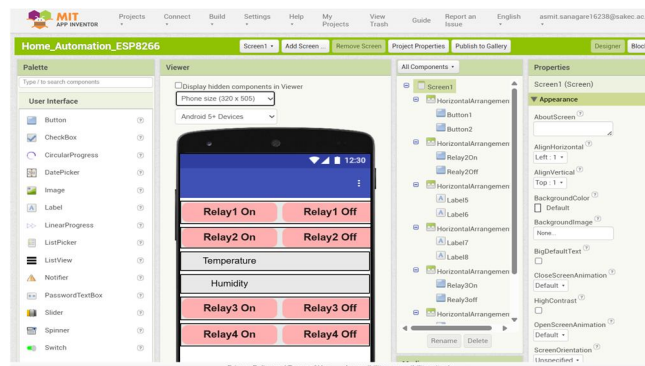 MIT
APP INVENTOR
Projects
Connect
Build
Settings
Help
My Projects
View Trash
Guide
Report an Issue
English
asmit.sanagare16238@sakec.ac.
Home_Automation_ESP8266
Screen1
Add Screen ...
Remove Screen
Project Properties
Publish to Gallery
Designer
Bloc
Palette
Type / to search components
User Interface
Button
CheckBox
CircularProgress
DatePicker
Image
Label
LinearProgress
ListPicker
ListView
Notifier
PasswordTextBox
Slider
Spinner
Switch
Viewer
Display hidden components in Viewer
Phone size (320 x 505)
Android 5+ Devices
12:30
Relay1 On Relay1 Off
Relay2 On Relay2 Off
Temperature
Humidity
Relay3 On Relay3 Off
Relay4 On Relay4 Off
All Components
Screen1
HorizontalArrangemen
Button1
Button2
HorizontalArrangemen
Relay2On
Realy2Off
HorizontalArrangemen
Label5
Label6
HorizontalArrangemen
Label7
Label8
HorizontalArrangemen
Relay3On
Realy3off
HorizontalArrangemen
Rename Delete
Properties
Screen1 (Screen)
Appearance
AboutScreen
AlignHorizontal
Left : 1
AlignVertical
Top : 1
BackgroundColor
Default
BackgroundImage
None...
BigDefaultText
CloseScreenAnimation
Default
HighContrast
OpenScreenAnimation
Default
ScreenOrientation
Unspecified